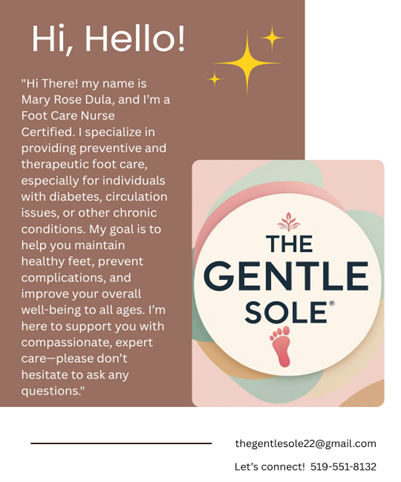 Hi, Hello!
"Hi There! my name is
Mary Rose Dula, and I'm a
Foot Care Nurse
Certified. I specialize in
providing preventive and
therapeutic foot care,
especially for individuals
with diabetes, circulation
issues, or other chronic
conditions. My goal is to
help you maintain
healthy feet, prevent
complications, and
improve your overall
well-being to all ages. I'm
here to support you with
compassionate, expert
care—please don't
hesitate to ask any
questions."
THE
GENTLE
SOLE®
thegentlesole22@gmail.com
Let's connect! 519-551-8132